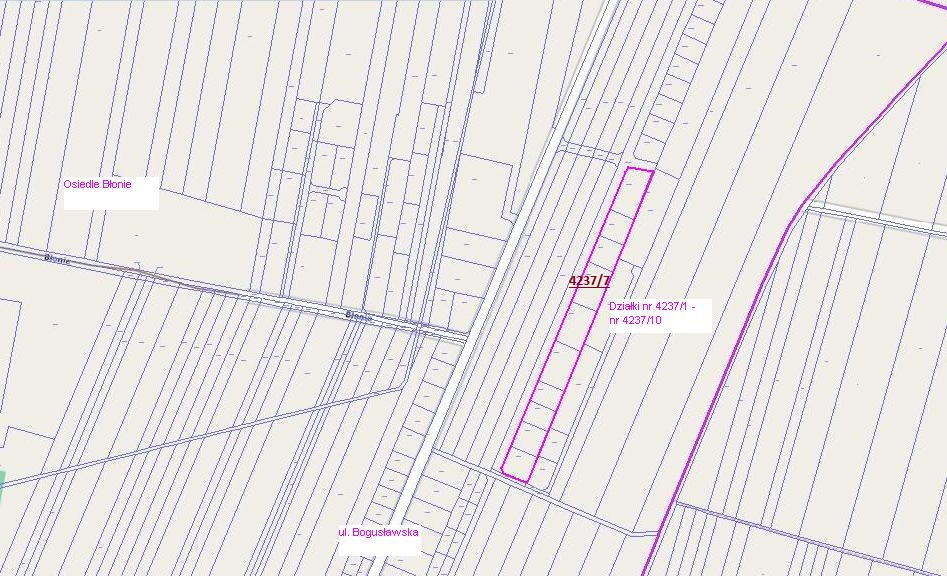 Osiedle Błonie
Błonie
4237/7
Działki nr 4237/1 -
nr 4237/10
Błonie
ul. Bogusławska